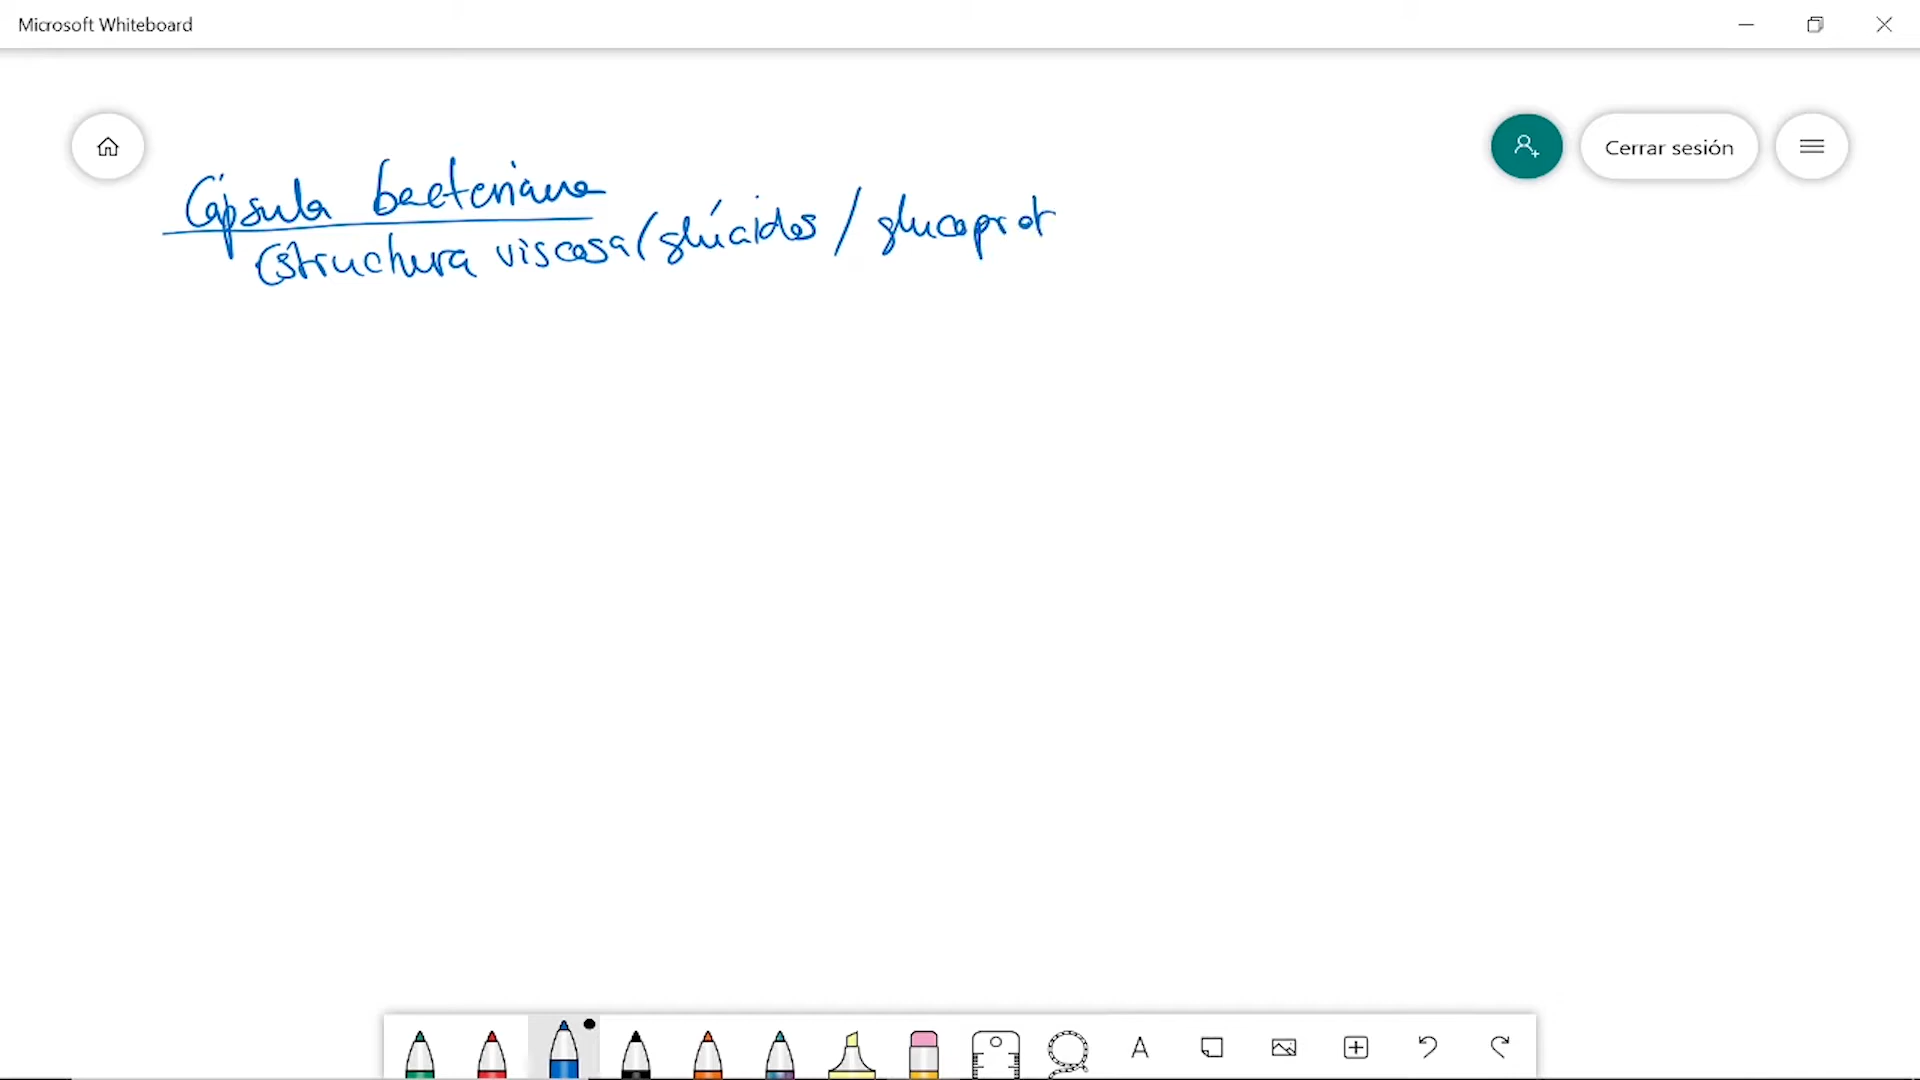 Microsoft Whiteboard
Cerrar sesión
Cápsula bacteriana
Estructura viscosa (glúcidos / glucoprot
A